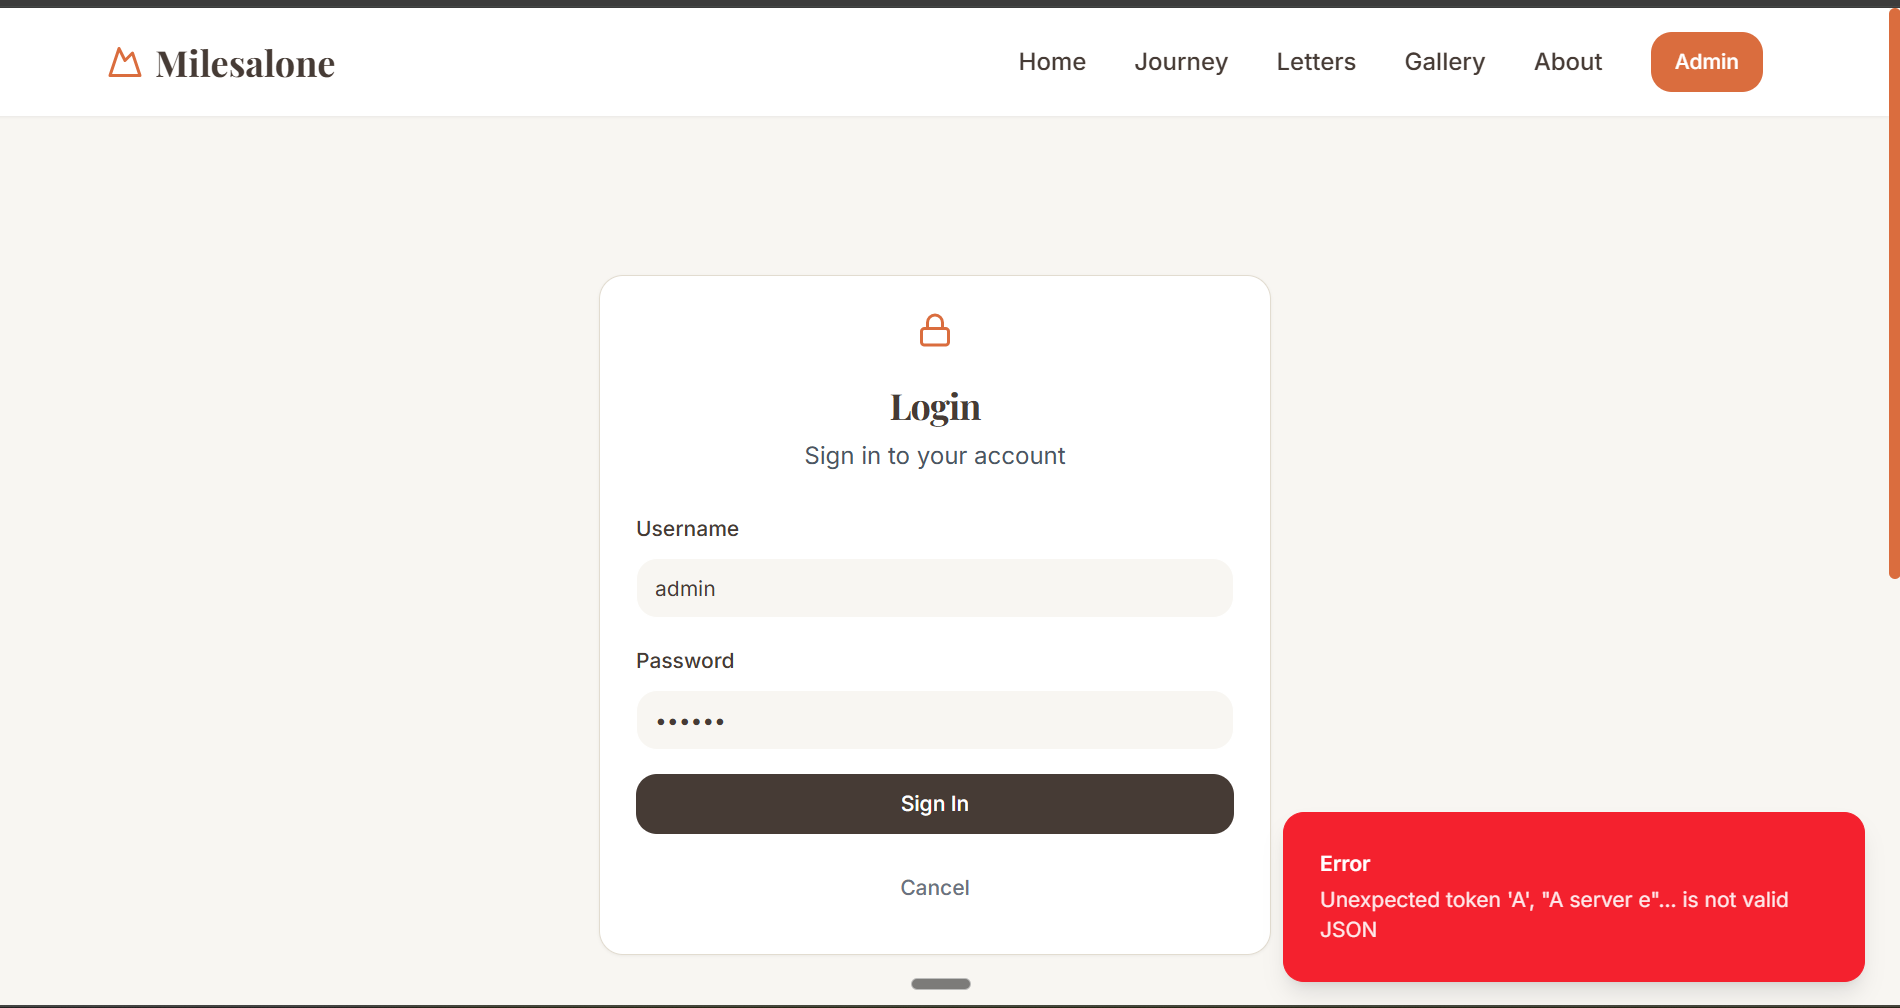 Milesalone
Home
Journey
Letters
Gallery
About
Admin
Login
Sign in to your account
Username
admin
Password
••••••
Sign In
Cancel
Error
Unexpected token 'A', "A server e"... is not valid
JSON